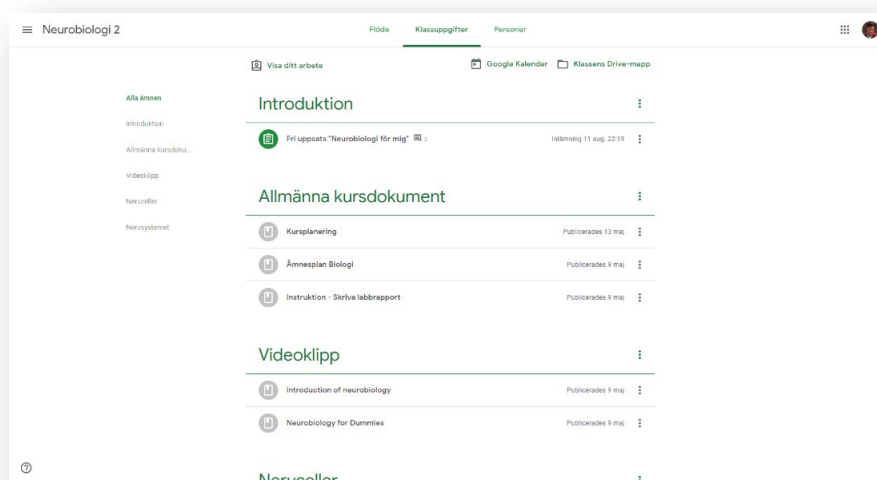 Neurobiologi 2
Flöde Klassuppgifter Personer
Visa ditt arbete Google Kalender Klassens Drive-mapp
Alla ämnen
Introduktion
Allmänna kursdoku...
Videoklipp
Nervceller
Nervsystemet
Introduktion
Fri uppsats "Neurobiologi för mig" 2 Inlämning 11 aug. 22:19
Allmänna kursdokument
Kursplanering Publicerades 13 maj
Ämnesplan Biologi Publicerades 9 maj
Instruktion - Skriva labbrapport Publicerades 9 maj
Videoklipp
Introduction of neurobiology Publicerades 9 maj
Neurobiology for Dummies Publicerades 9 maj
Nervceller